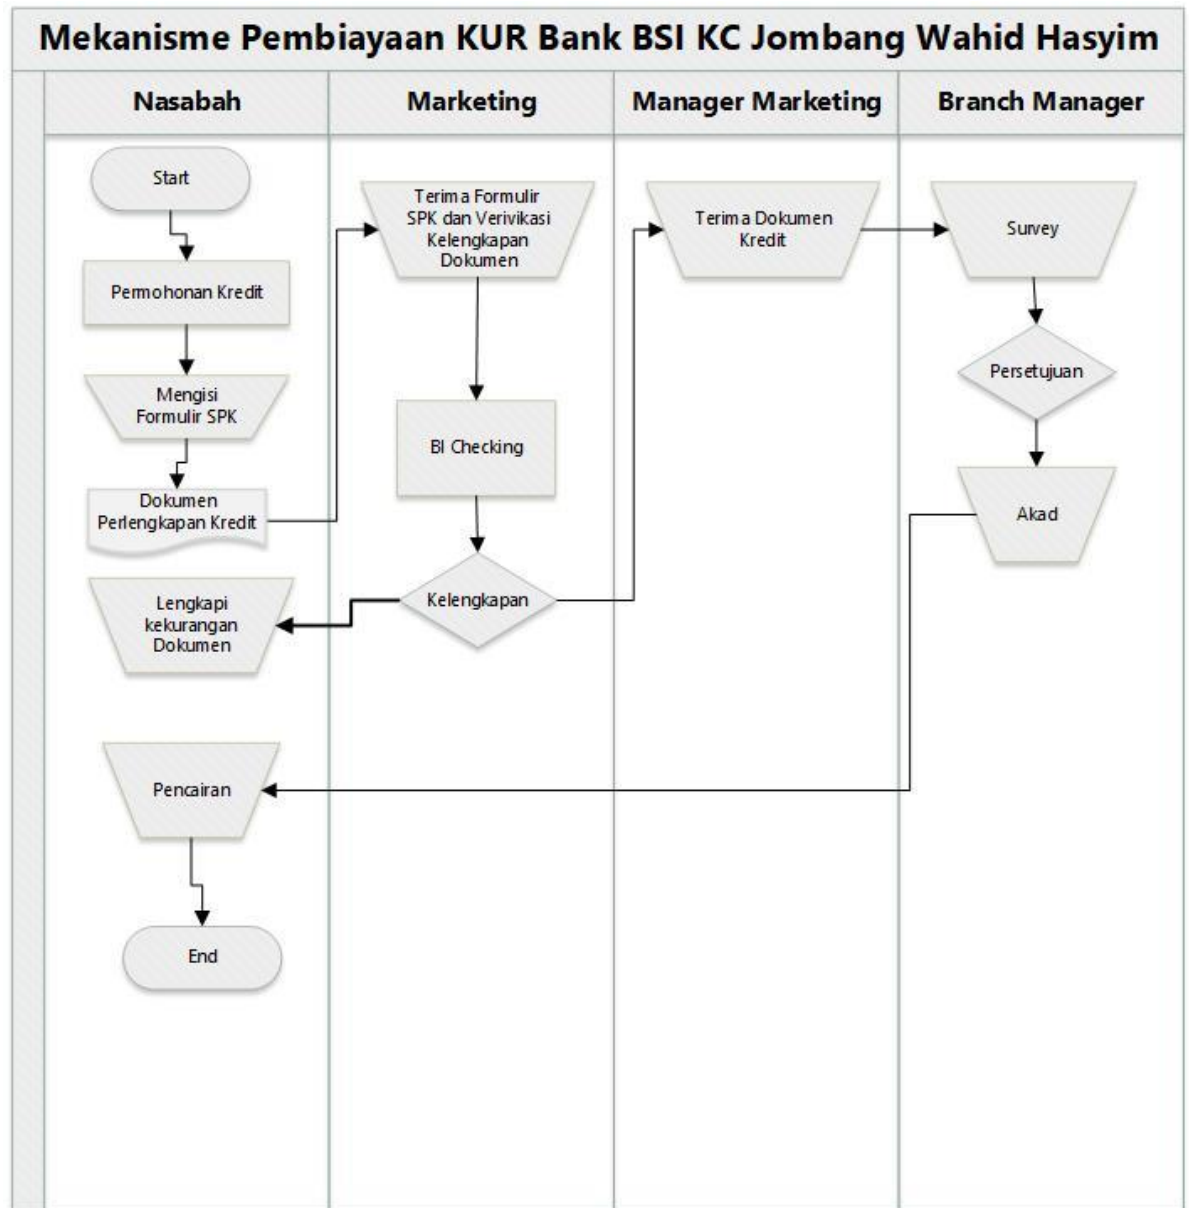 Mekanisme Pembiayaan KUR Bank BSI KC Jombang Wahid Hasyim
Nasabah
Marketing
Manager Marketing
Branch Manager
Start
Permohonan Kredit
Mengisi
Formulir SPK
Dokumen
Perlengkapan Kredit
Lengkapi
kekurangan
Dokumen
Pencairan
End
Terima Formulir
SPK dan Verivikasi
Kelengkapan
Dokumen
BI Checking
Kelengkapan
Terima Dokumen
Kredit
Survey
Persetujuan
Akad